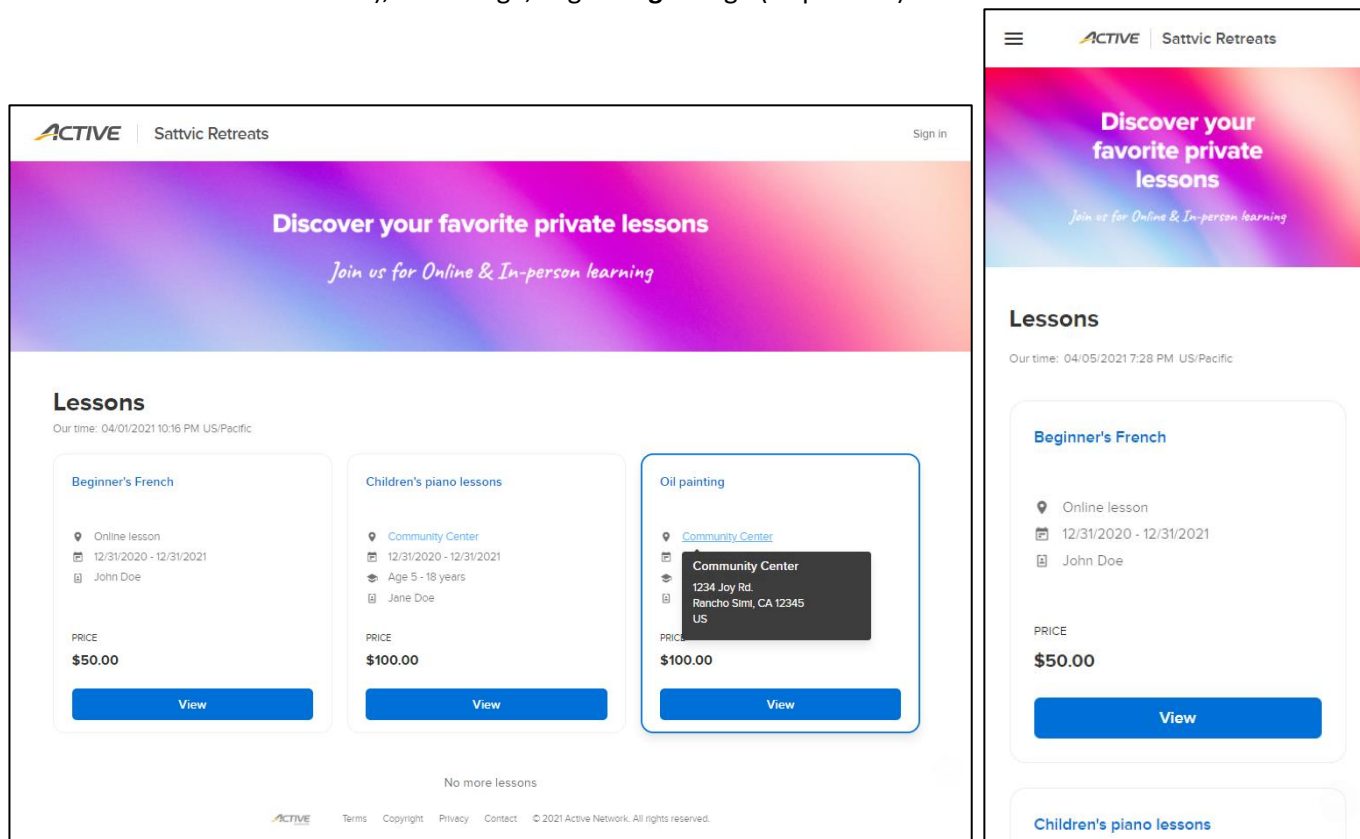 ACTIVE Sattvic Retreats
Sign in
Discover your favorite private lessons
Join us for Online & In-person learning
Lessons
Our time: 04/01/2021 10:16 PM US/Pacific
Beginner's French
Online lesson
12/31/2020 - 12/31/2021
John Doe
PRICE
$50.00
View
Children's piano lessons
Community Center
12/31/2020 - 12/31/2021
Age 5 - 18 years
Jane Doe
PRICE
$100.00
View
Oil painting
Community Center
Community Center
1234 Joy Rd.
Rancho Simi, CA 12345
US
$100.00
View
No more lessons
ACTIVE Terms Copyright Privacy Contact © 2021 Active Network. All rights reserved.
ACTIVE Sattvic Retreats
Discover your
favorite private
lessons
Join us for Online & In-person learning
Lessons
Our time: 04/05/2021 7:28 PM US/Pacific
Beginner's French
Online lesson
12/31/2020 - 12/31/2021
John Doe
PRICE
$50.00
View
Children's piano lessons